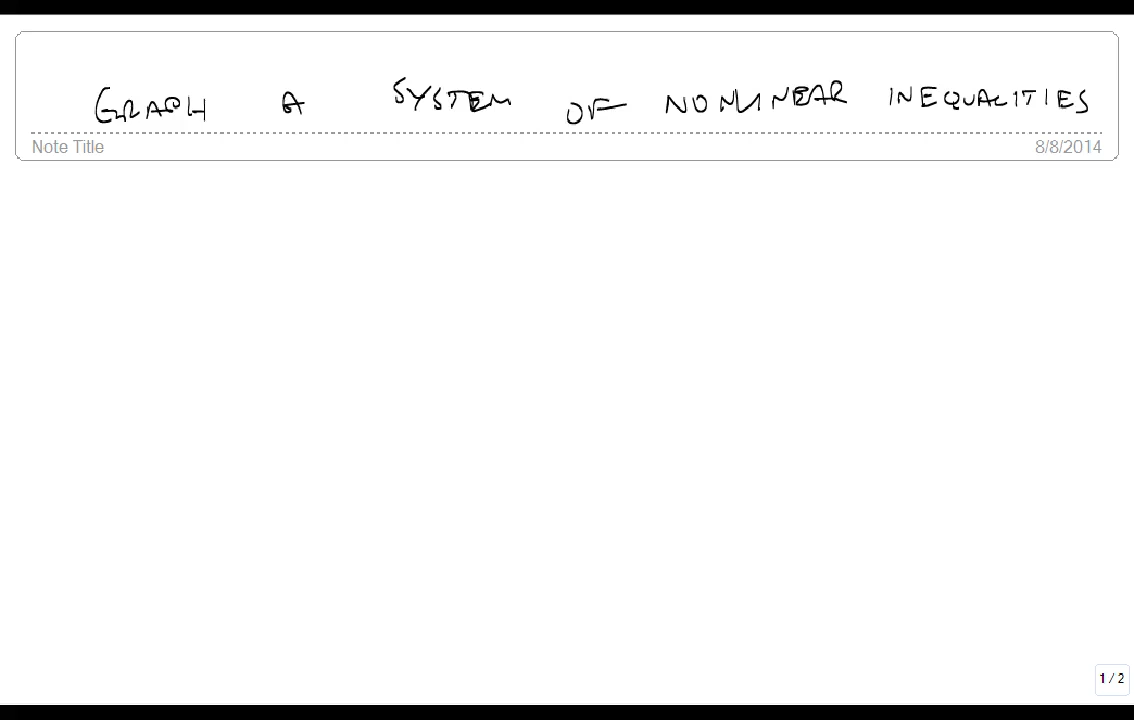 GRAPH A SYSTEM OF NONLINEAR INEQUALITIES
Note Title 8/8/2014
1 / 2